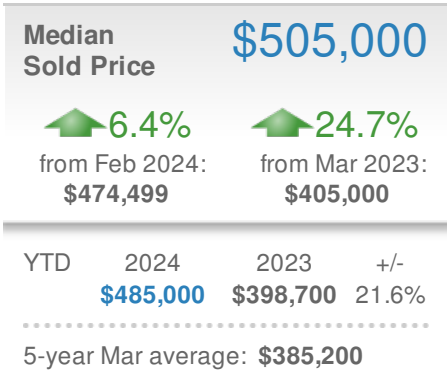 Median
Sold Price
$505,000
6.4% 24.7%
from Feb 2024: from Mar 2023:
$474,499 $405,000
YTD 2024 2023 +/-
$485,000 $398,700 21.6%
5-year Mar average: $385,200